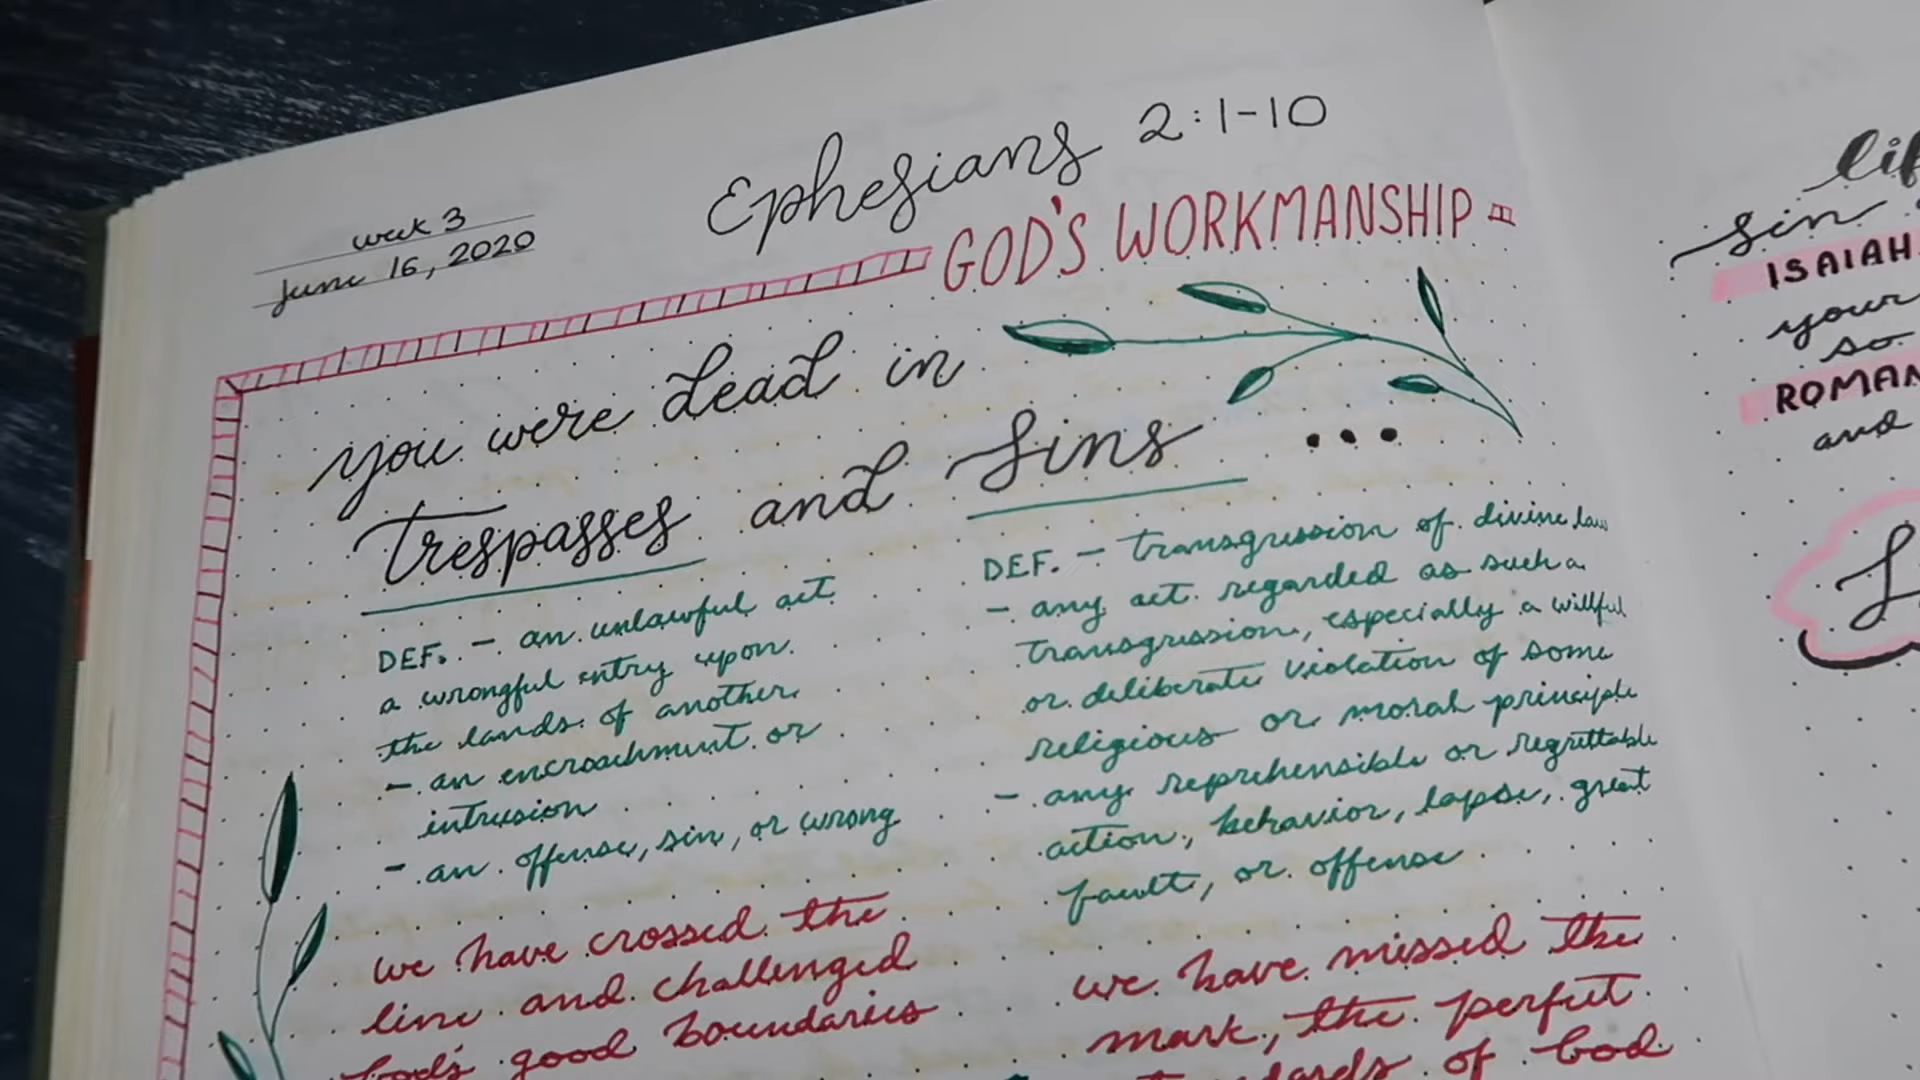 week 3
June 16, 2020
Ephesians 2:1-10
GOD'S WORKMANSHIP
you were dead in
trespasses and sins ...
DEF. - an unlawful act
a wrongful entry upon
the lands of another
- an encroachment or
intrusion
- an offense, sin, or wrong
we have crossed the
line and challenged
God's good boundaries
DEF. - transgression of divine law
- any act regarded as such a
transgression, especially a willful
or deliberate violation of some
religious or moral principle
- any reprehensible or regrettable
action, behavior, lapse, great
fault, or offense
we have missed the
mark, the perfect
of God
sin
ISAIAH
your
so
ROMAN
and